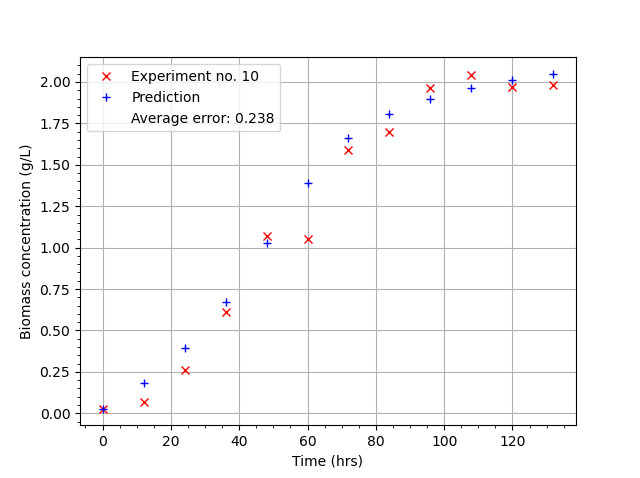 Experiment no. 10
Prediction
Average error: 0.238
2.00
1.75
1.50
1.25
1.00
0.75
0.50
0.25
0.00
Biomass concentration (g/L)
0 20 40 60 80 100 120
Time (hrs)